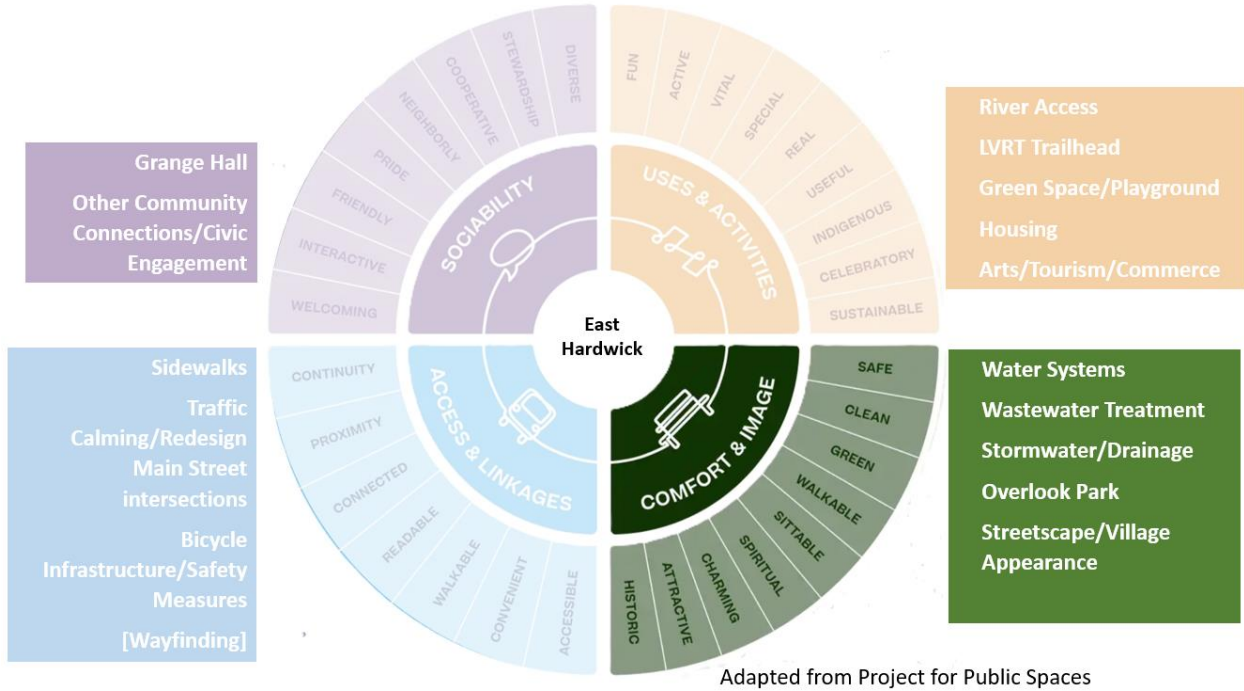 DIVERSE
STEWARDSHIP
COOPERATIVE
NEIGHBORLY
PRIDE
FRIENDLY
INTERACTIVE
WELCOMING
SOCIABILITY
Grange Hall
Other Community
Connections/Civic
Engagement
FUN
ACTIVE
VITAL
SPECIAL
REAL
USEFUL
INDIGENOUS
CELEBRATORY
SUSTAINABLE
USES & ACTIVITIES
River Access
LVRT Trailhead
Green Space/Playground
Housing
Arts/Tourism/Commerce
East
Hardwick
Sidewalks
Traffic
Calming/Redesign
Main Street
intersections
Bicycle
Infrastructure/Safety
Measures
[Wayfinding]
CONTINUITY
PROXIMITY
CONNECTED
READABLE
WALKABLE
CONVENIENT
ACCESSIBLE
ACCESS & LINKAGES
COMFORT & IMAGE
SAFE
CLEAN
GREEN
WALKABLE
SITTABLE
SPIRITUAL
CHARMING
ATTRACTIVE
HISTORIC
Water Systems
Wastewater Treatment
Stormwater/Drainage
Overlook Park
Streetscape/Village
Appearance
Adapted from Project for Public Spaces